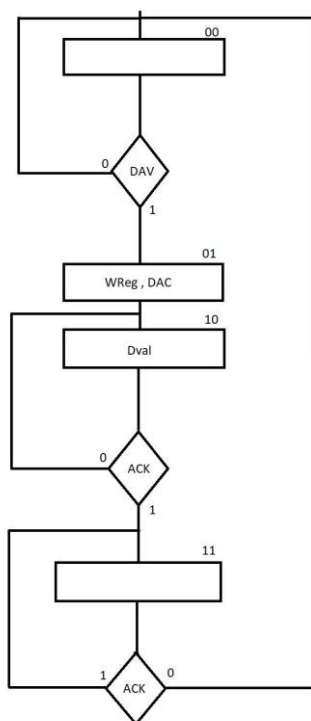 00
0 DAV
1
01
WReg , DAC
10
Dval
0 ACK
1
11
1 ACK 0